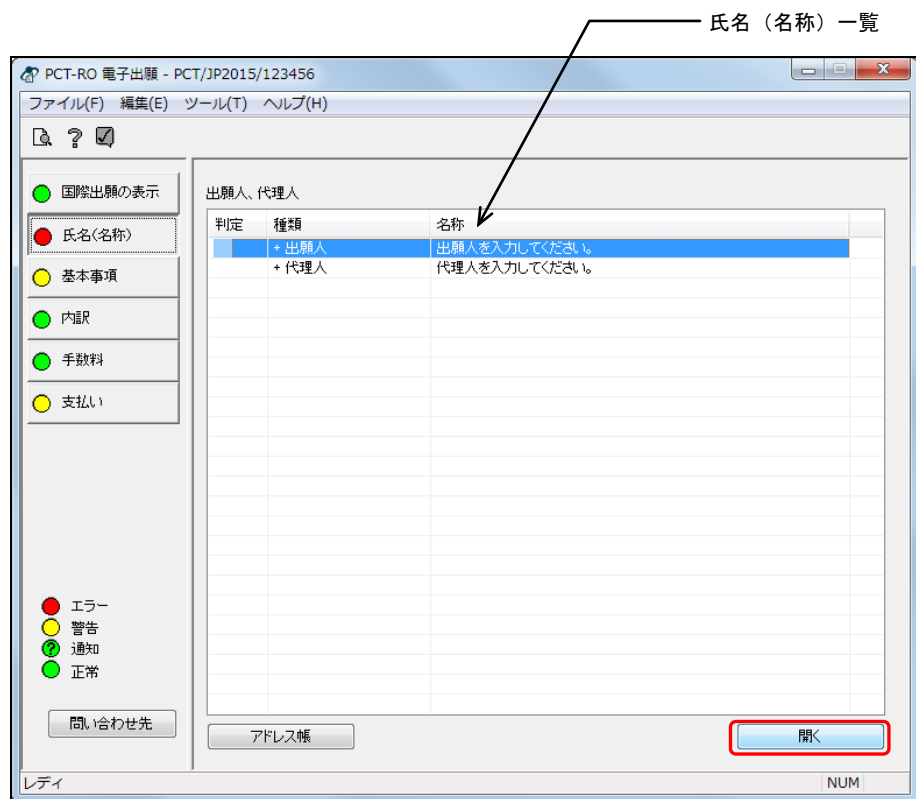 氏名（名称）一覧
PCT-RO 電子出願 - PCT/JP2015/123456
ファイル(F) 編集(E) ツール(T) ヘルプ(H)
国際出願の表示
氏名(名称)
基本事項
内訳
手数料
支払い
エラー
警告
通知
正常
問い合わせ先
出願人、代理人
判定 種類 名称
+ 出願人 出願人を入力してください。
+ 代理人 代理人を入力してください。
アドレス帳
開く
レディ
NUM